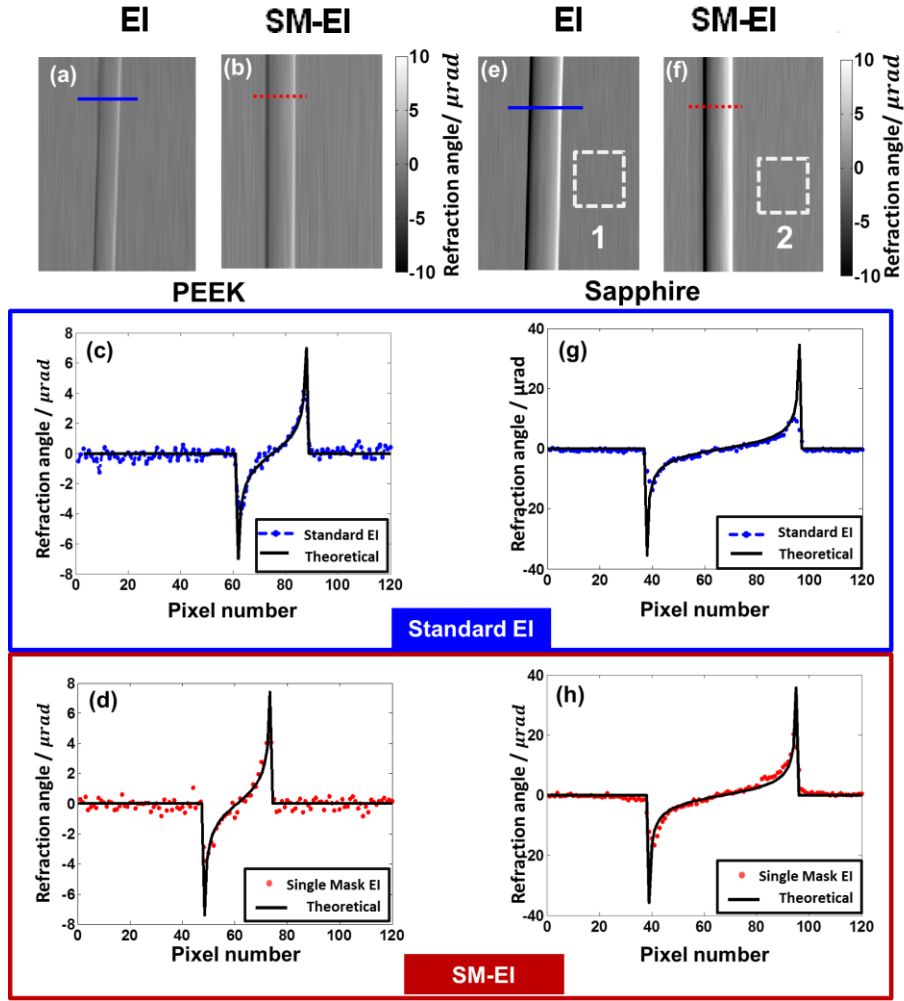 EI SM-EI EI SM-EI
(a) (b) (e) (f)
10
5
0
-5
-10
Refraction angle/ μrad
10
5
0
-5
-10
Refraction angle/ μrad
1 2
PEEK Sapphire
(c)
8
6
4
2
0
-2
-4
-6
-8
Refraction angle / μrad
Standard EI
Theoretical
0 20 40 60 80 100 120
Pixel number
(g)
40
120
120
0
-20
-40
Refraction angle / μrad
Standard EI
Theoretical
0 20 40 60 80 100 120
Pixel number
Standard EI
(d)
8
6
4
2
0
-2
-4
-6
-8
Refraction angle / μrad
Single Mask EI
Theoretical
0 20 40 60 80 100 120
Pixel number
(h)
40
20
0
-20
-40
Refraction angle / μrad
Single Mask EI
Theoretical
0 20 40 60 80 100 120
Pixel number
SM-EI